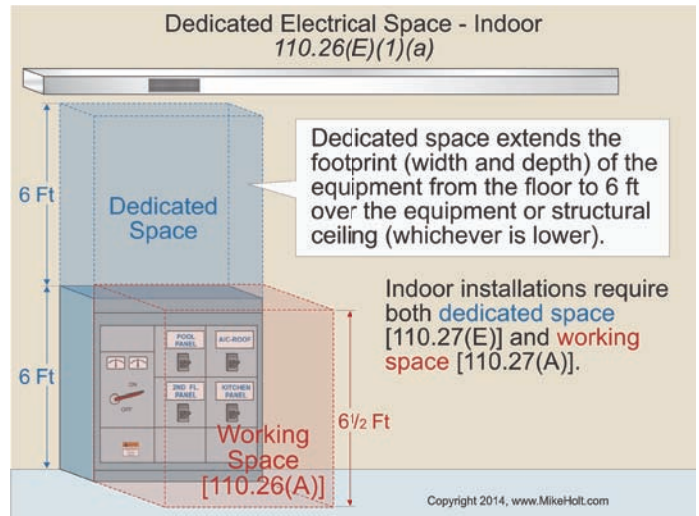 Dedicated Electrical Space - Indoor
110.26(E)(1)(a)
Dedicated space extends the
footprint (width and depth) of the
equipment from the floor to 6 ft
over the equipment or structural
ceiling (whichever is lower).
6 Ft
Dedicated
Space
Indoor installations require
both dedicated space
[110.27(E)] and working
space [110.27(A)].
6 Ft
POOL
PANEL
A/C-ROOF
ON
OFF
2ND FL.
PANEL
KITCHEN
PANEL
6½ Ft
Working
Space
[110.26(A)]
Copyright 2014, www.MikeHolt.com